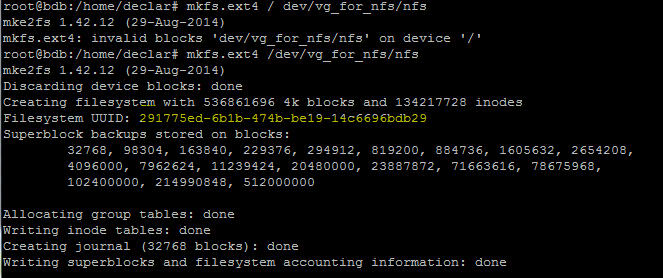 root@bdb:/home/declar# mkfs.ext4 / dev/vg_for_nfs/nfs
mke2fs 1.42.12 (29-Aug-2014)
mkfs.ext4: invalid blocks 'dev/vg_for_nfs/nfs' on device '/'
root@bdb:/home/declar# mkfs.ext4 /dev/vg_for_nfs/nfs
mke2fs 1.42.12 (29-Aug-2014)
Discarding device blocks: done
Creating filesystem with 536861696 4k blocks and 134217728 inodes
Filesystem UUID: 291775ed-6b1b-474b-be19-14c6696bdb29
Superblock backups stored on blocks:
32768, 98304, 163840, 229376, 294912, 819200, 884736, 1605632, 2654208,
4096000, 7962624, 11239424, 20480000, 23887872, 71663616, 78675968,
102400000, 214990848, 512000000
Allocating group tables: done
Writing inode tables: done
Creating journal (32768 blocks): done
Writing superblocks and filesystem accounting information: done